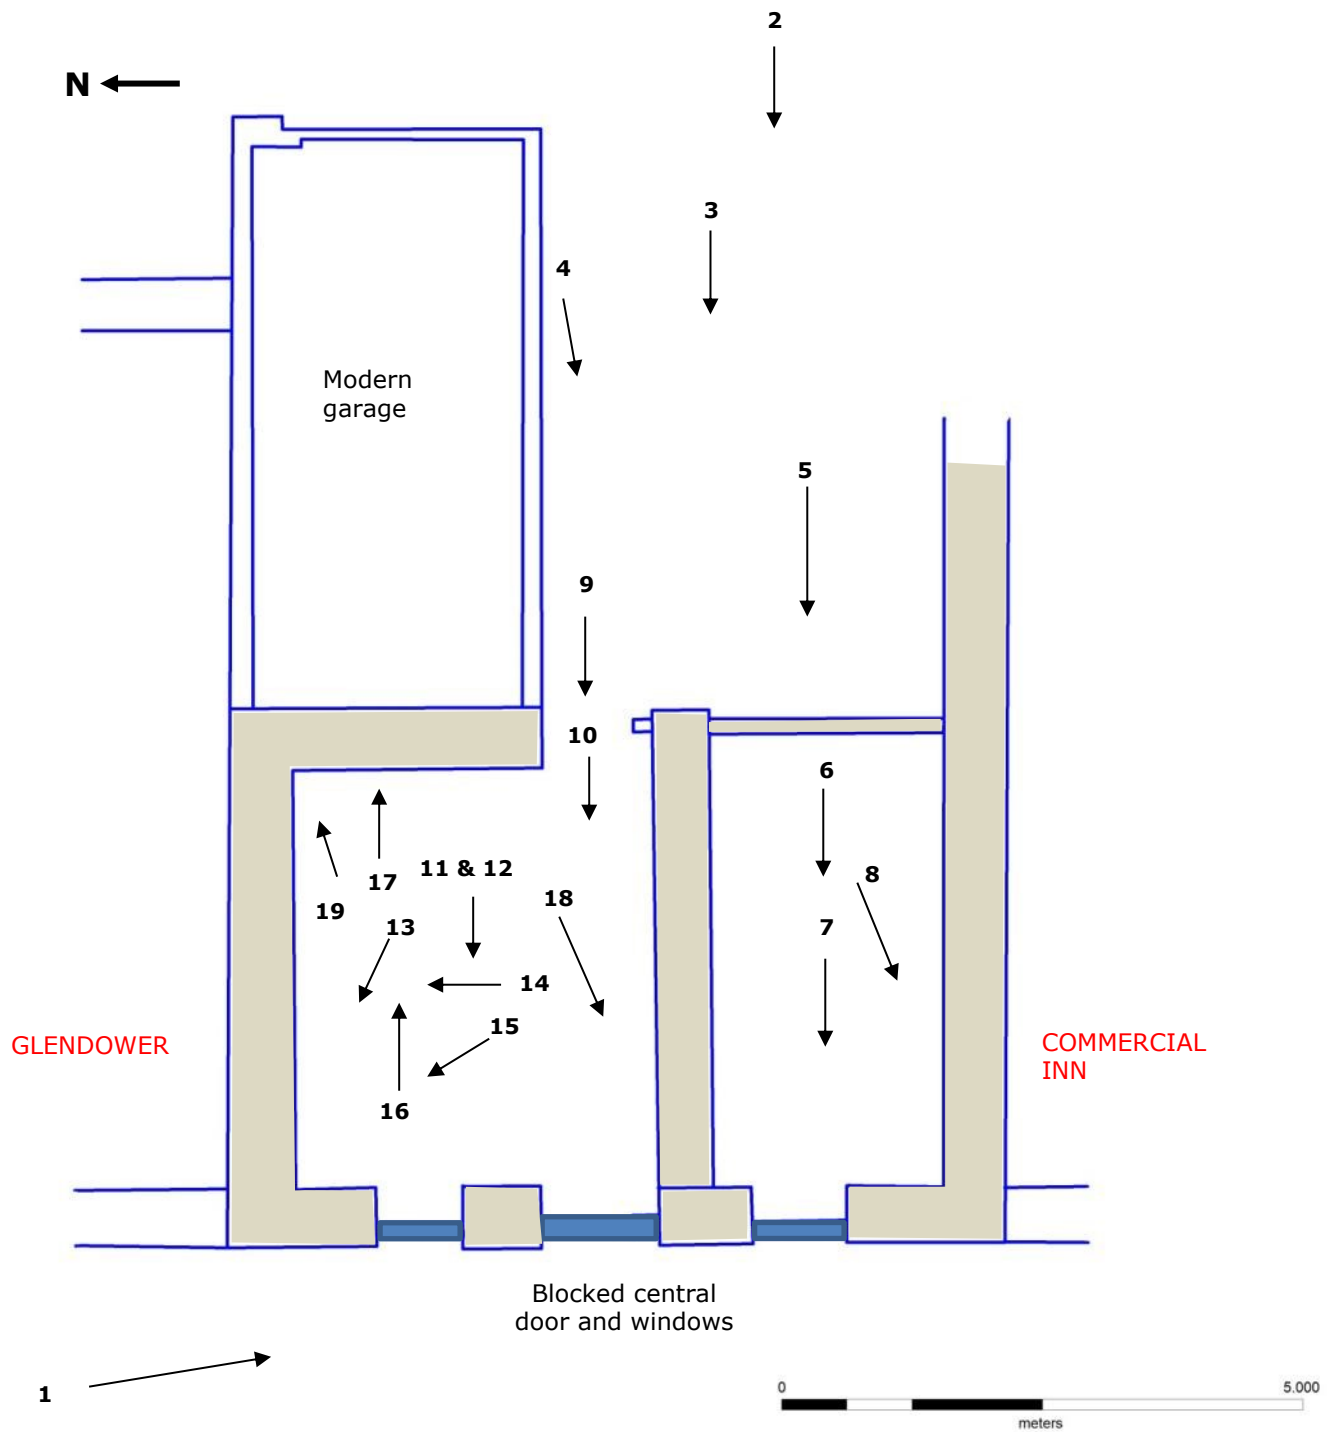 2
N
3
4
Modern
garage
5
9
10
6
11 & 12
8
17
18
19
13
7
14
15
GLENDOWER
COMMERCIAL
INN
16
Blocked central
door and windows
1
0 5.000
meters